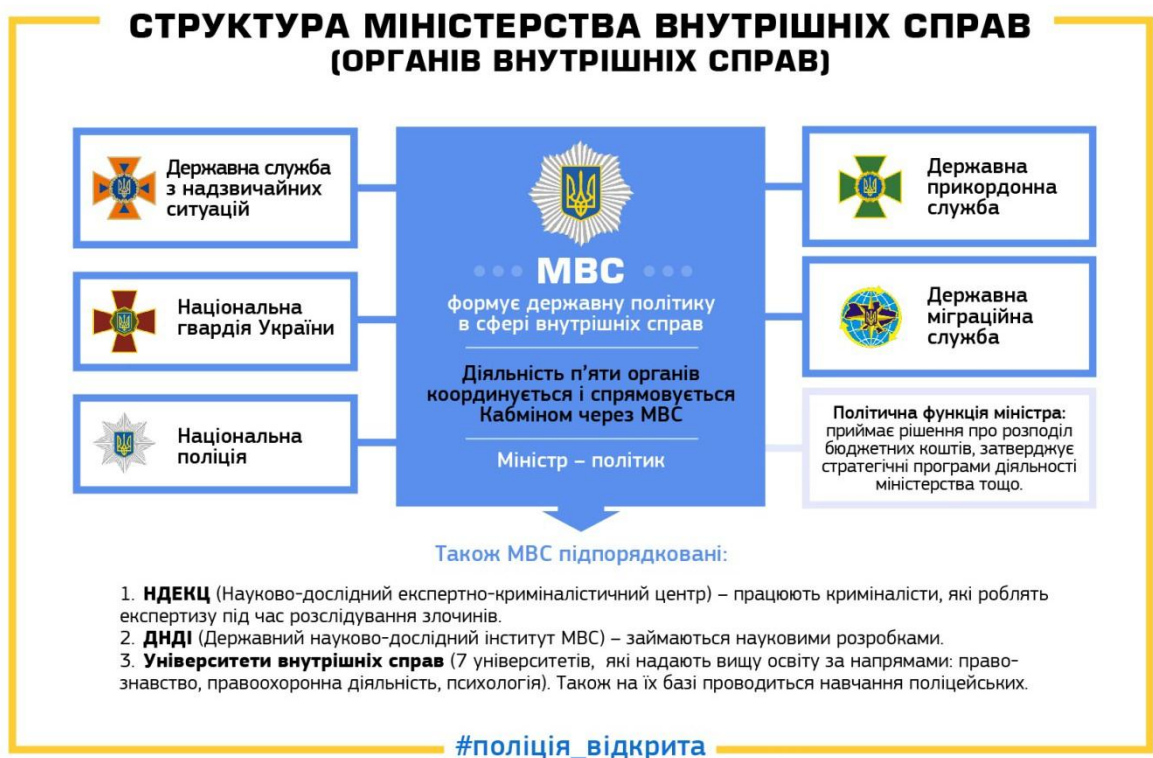 СТРУКТУРА МІНІСТЕРСТВА ВНУТРІШНІХ СПРАВ
(ОРГАНІВ ВНУТРІШНІХ СПРАВ)
Державна служба
з надзвичайних
ситуацій
Національна
гвардія України
Національна
поліція
МВС
формує державну політику
в сфері внутрішніх справ
Діяльність п’яти органів
координується і спрямовується
Кабміном через МВС
Міністр – політик
Державна
прикордонна
служба
Державна
міграційна
служба
Політична функція міністра:
приймає рішення про розподіл
бюджетних коштів, затверджує
стратегічні програми діяльності
міністерства тощо.
Також МВС підпорядковані:
1. НДЕКЦ (Науково-дослідний експертно-криміналістичний центр) – працюють криміналісти, які роблять
експертизу під час розслідування злочинів.
2. ДНДІ (Державний науково-дослідний інститут МВС) – займаються науковими розробками.
3. Університети внутрішніх справ (7 університетів, які надають вищу освіту за напрямами: право-
знавство, правоохоронна діяльність, психологія). Також на їх базі проводиться навчання поліцейських.
#поліція_відкрита